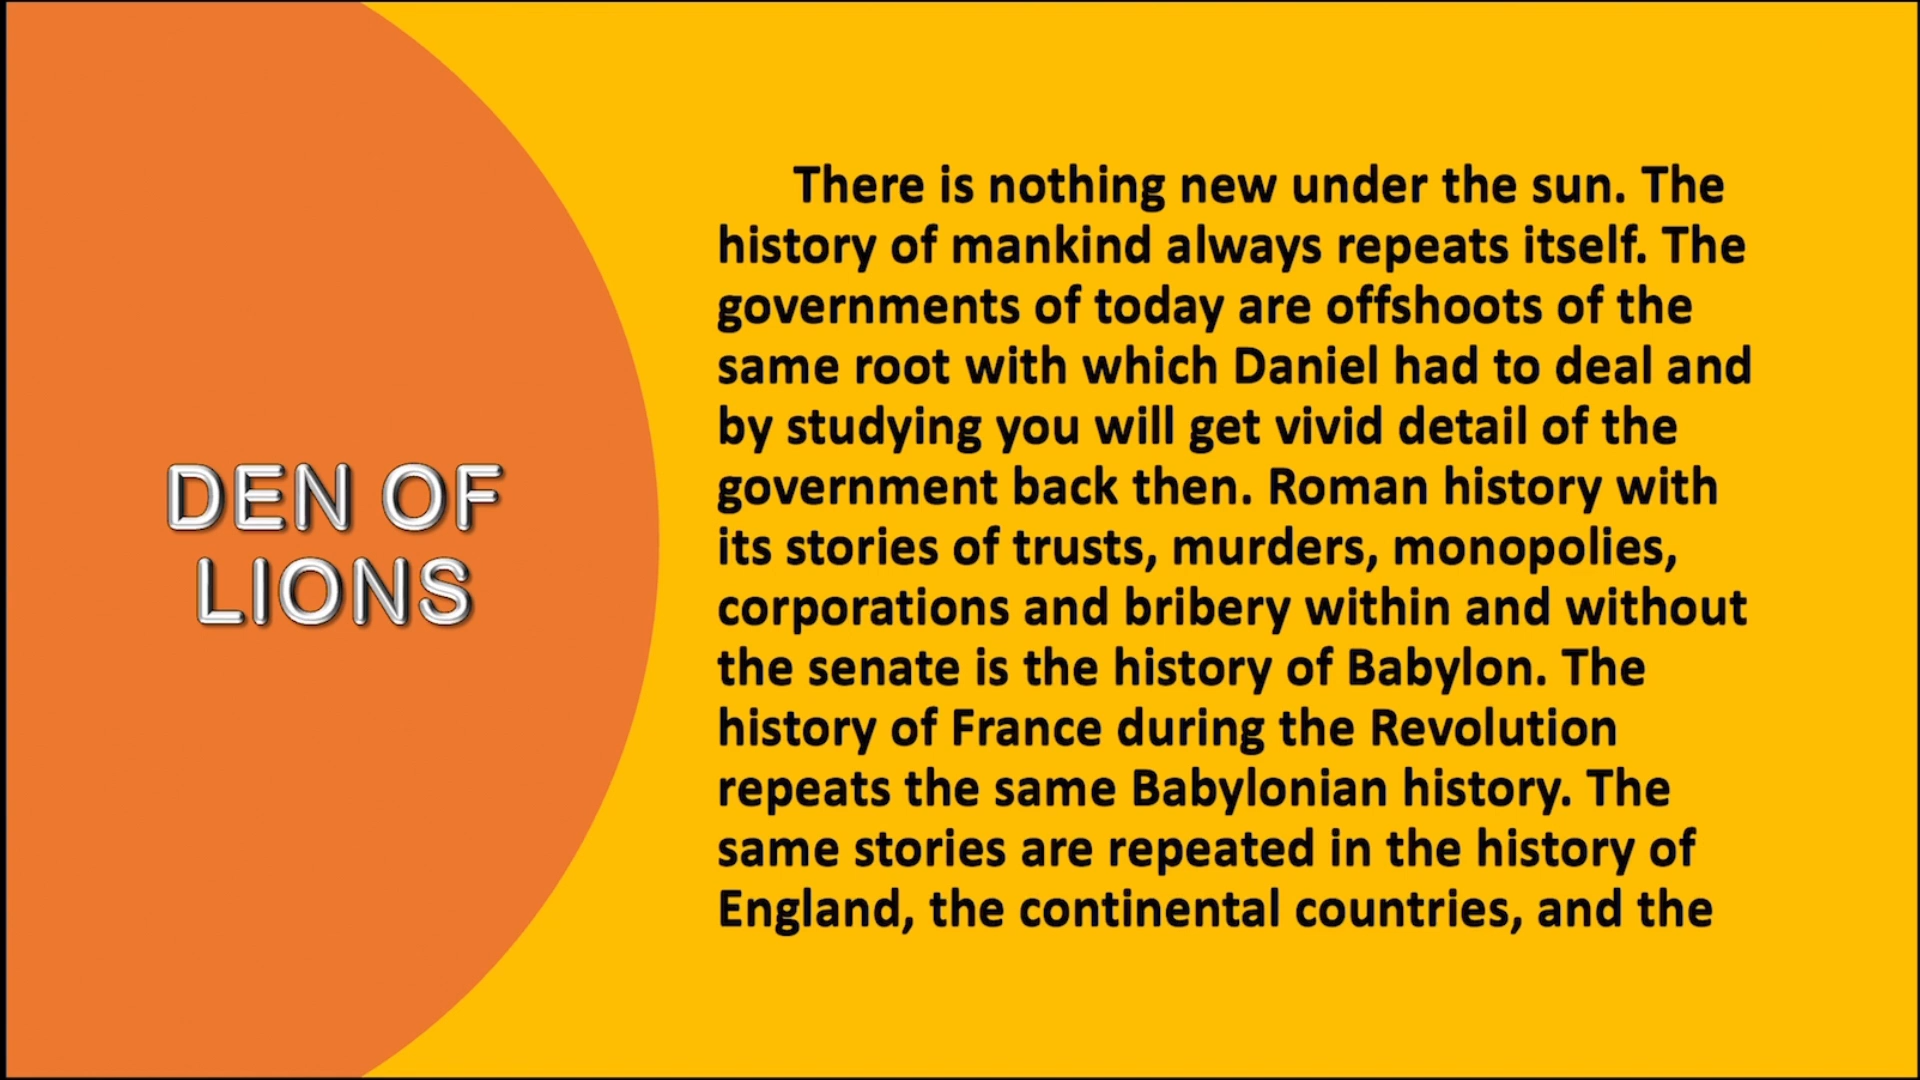 DEN OF
LIONS
There is nothing new under the sun. The
history of mankind always repeats itself. The
governments of today are offshoots of the
same root with which Daniel had to deal and
by studying you will get vivid detail of the
government back then. Roman history with
its stories of trusts, murders, monopolies,
corporations and bribery within and without
the senate is the history of Babylon. The
history of France during the Revolution
repeats the same Babylonian history. The
same stories are repeated in the history of
England, the continental countries, and the